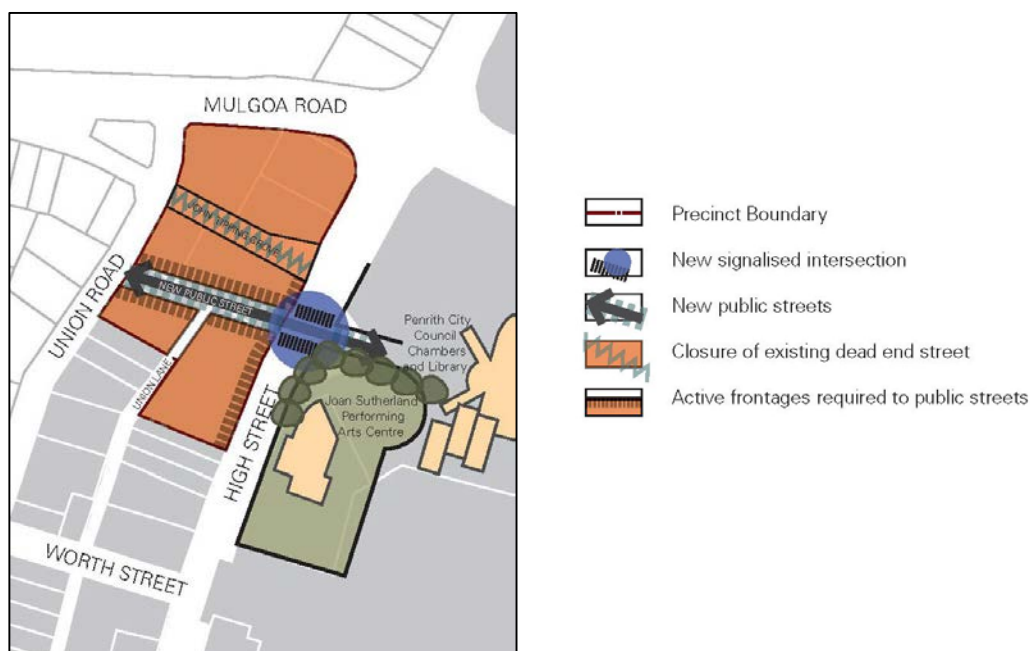 MULGOA ROAD
NEW PUBLIC STREET
UNION ROAD
UNION LANE
HIGH STREET
WORTH STREET
Penrith City
Council
Chambers
and Library
Joan Sutherland
Performing
Arts Centre
Precinct Boundary
New signalised intersection
New public streets
Closure of existing dead end street
Active frontages required to public streets